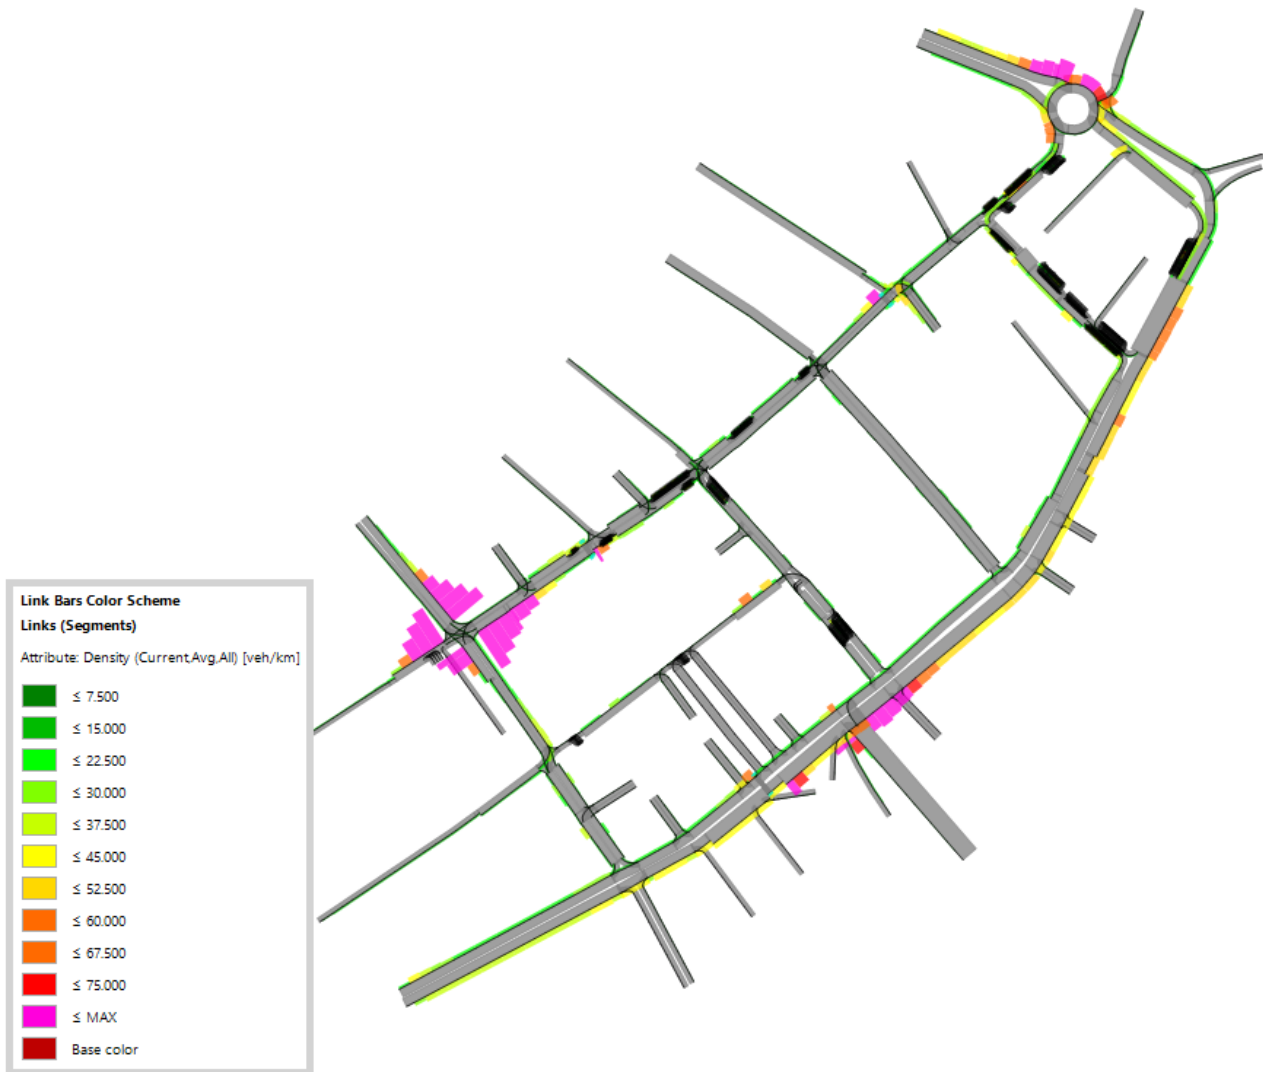 Link Bars Color Scheme
Links (Segments)
Attribute: Density (Current,Avg,All) [veh/km]
≤ 7.500
≤ 15.000
≤ 22.500
≤ 30.000
≤ 37.500
≤ 45.000
≤ 52.500
≤ 60.000
≤ 67.500
≤ 75.000
≤ MAX
Base color